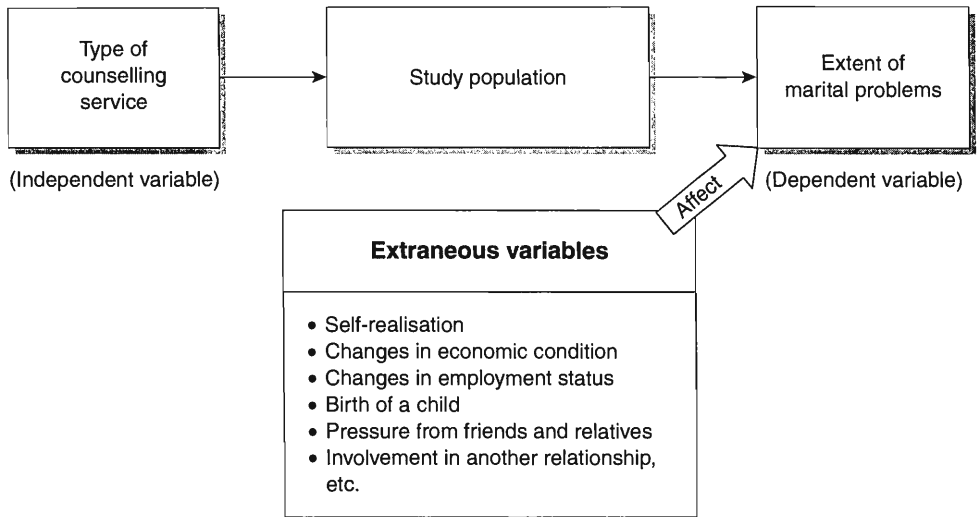 Type of
counselling
service
Study population
Extent of
marital problems
(Independent variable)
(Dependent variable)
Affect
Extraneous variables
• Self-realisation
• Changes in economic condition
• Changes in employment status
• Birth of a child
• Pressure from friends and relatives
• Involvement in another relationship,
etc.